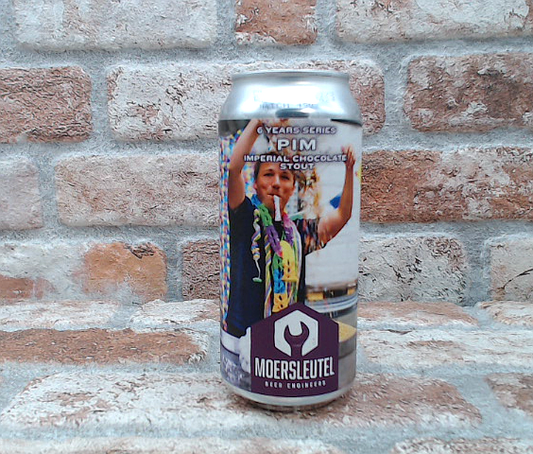 6 YEARS SERIES
PIM
IMPERIAL CHOCOLATE
STOUT
MOERSLEUTEL
BEER ENGINEERS